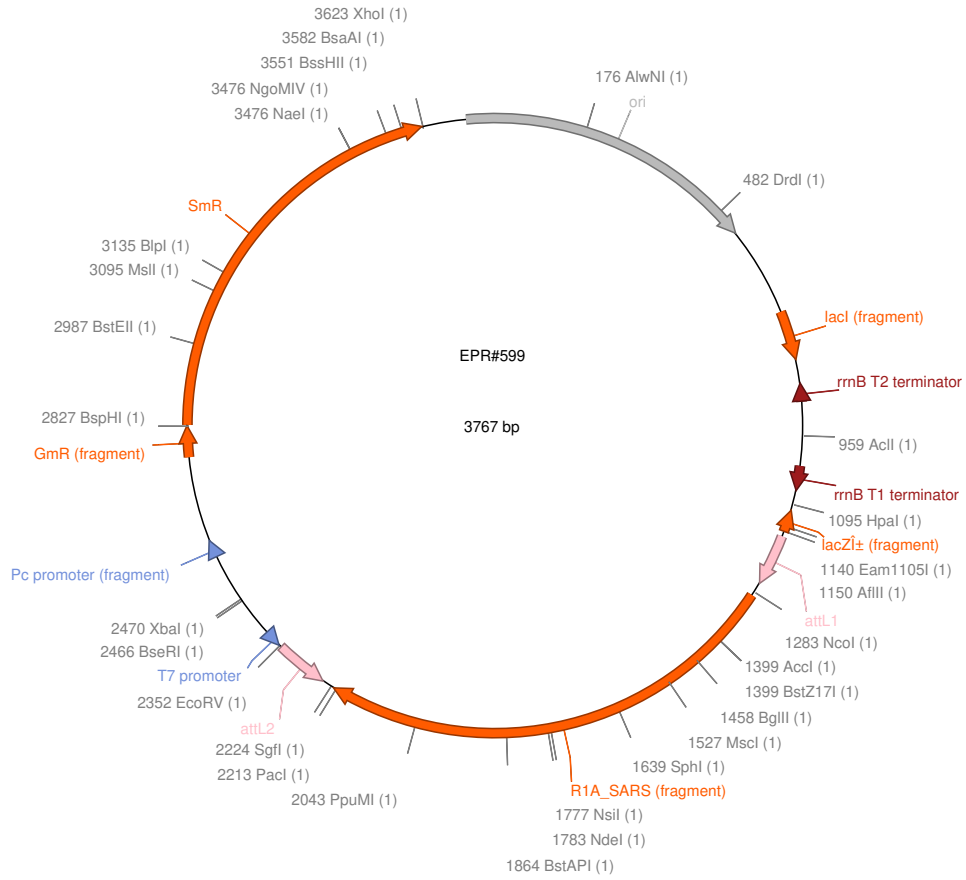 3623 XhoI (1)
3582 BsaAI (1)
3551 BssHII (1)
3476 NgoMIV (1)
3476 NaeI (1)
176 AlwNI (1)
ori
482 DrdI (1)
SmR
3135 BlpI (1)
3095 MslI (1)
2987 BstEII (1)
2827 BspHI (1)
GmR (fragment)
EPR#599
3767 bp
lacI (fragment)
rrnB T2 terminator
959 AclI (1)
rrnB T1 terminator
1095 HpaI (1)
lacZÎ± (fragment)
1140 Eam1105I (1)
1150 AflIII (1)
attL1
1283 NcoI (1)
1399 AccI (1)
1399 BstZ17I (1)
1458 BglII (1)
1527 MscI (1)
1639 SphI (1)
R1A_SARS (fragment)
1777 NsiI (1)
1783 NdeI (1)
1864 BstAPI (1)
Pc promoter (fragment)
2470 XbaI (1)
2466 BseRI (1)
T7 promoter
2352 EcoRV (1)
attL2
2224 SgfI (1)
2213 PacI (1)
2043 PpuMI (1)